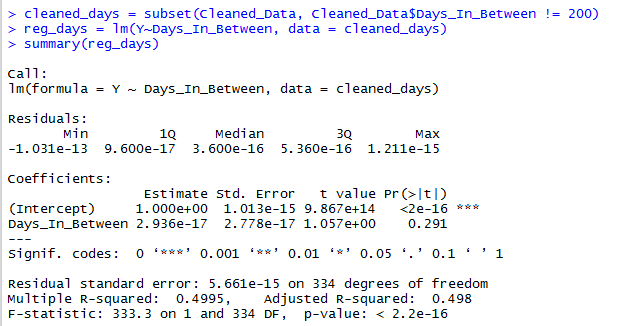 > cleaned_days = subset(Cleaned_Data, Cleaned_Data$Days_In_Between != 200)
> reg_days = lm(Y~Days_In_Between, data = cleaned_days)
> summary(reg_days)
Call:
lm(formula = Y ~ Days_In_Between, data = cleaned_days)
Residuals:
Min 1Q Median 3Q Max
-1.031e-13 9.600e-17 3.600e-16 5.360e-16 1.211e-15
Coefficients:
Estimate Std. Error t value Pr(>|t|)
(Intercept) 1.000e+00 1.013e-15 9.867e+14 <2e-16 ***
Days_In_Between 2.936e-17 2.778e-17 1.057e+00 0.291
---
Signif. codes: 0 ‘***’ 0.001 ‘**’ 0.01 ‘*’ 0.05 ‘.’ 0.1 ‘ ’ 1
Residual standard error: 5.661e-15 on 334 degrees of freedom
Multiple R-squared: 0.4995, Adjusted R-squared: 0.498
F-statistic: 333.3 on 1 and 334 DF, p-value: < 2.2e-16